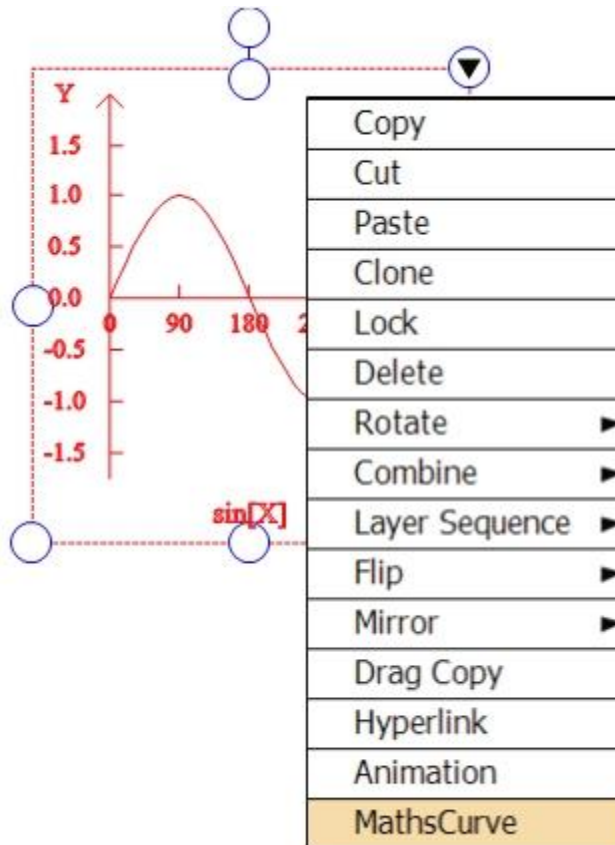 Y
1.5
1.0
0.5
0.0
0 90 180
-0.5
-1.0
-1.5
sin[X]
Copy
Cut
Paste
Clone
Lock
Delete
Rotate
Combine
Layer Sequence
Flip
Mirror
Drag Copy
Hyperlink
Animation
MathsCurve